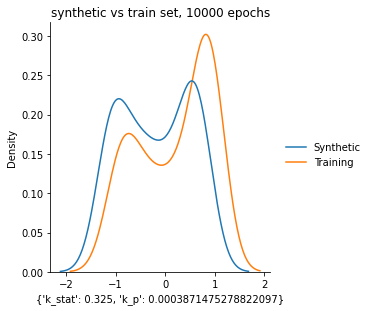 synthetic vs train set, 10000 epochs
0.30
0.25
0.20
0.15
0.10
0.05
0.00
Density
−2
−1
0
1
2
Synthetic
Training
{'k_stat': 0.325, 'k_p': 0.0003871475278822097}